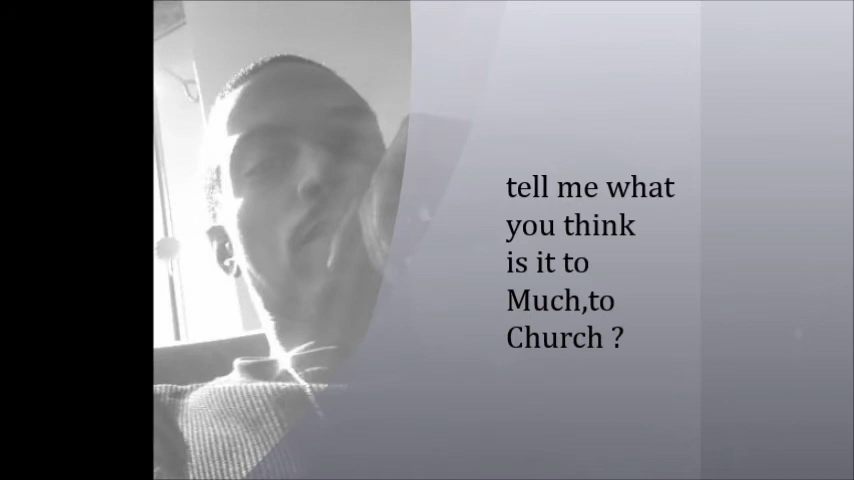 tell me what
you think
is it to
Much,to
Church ?